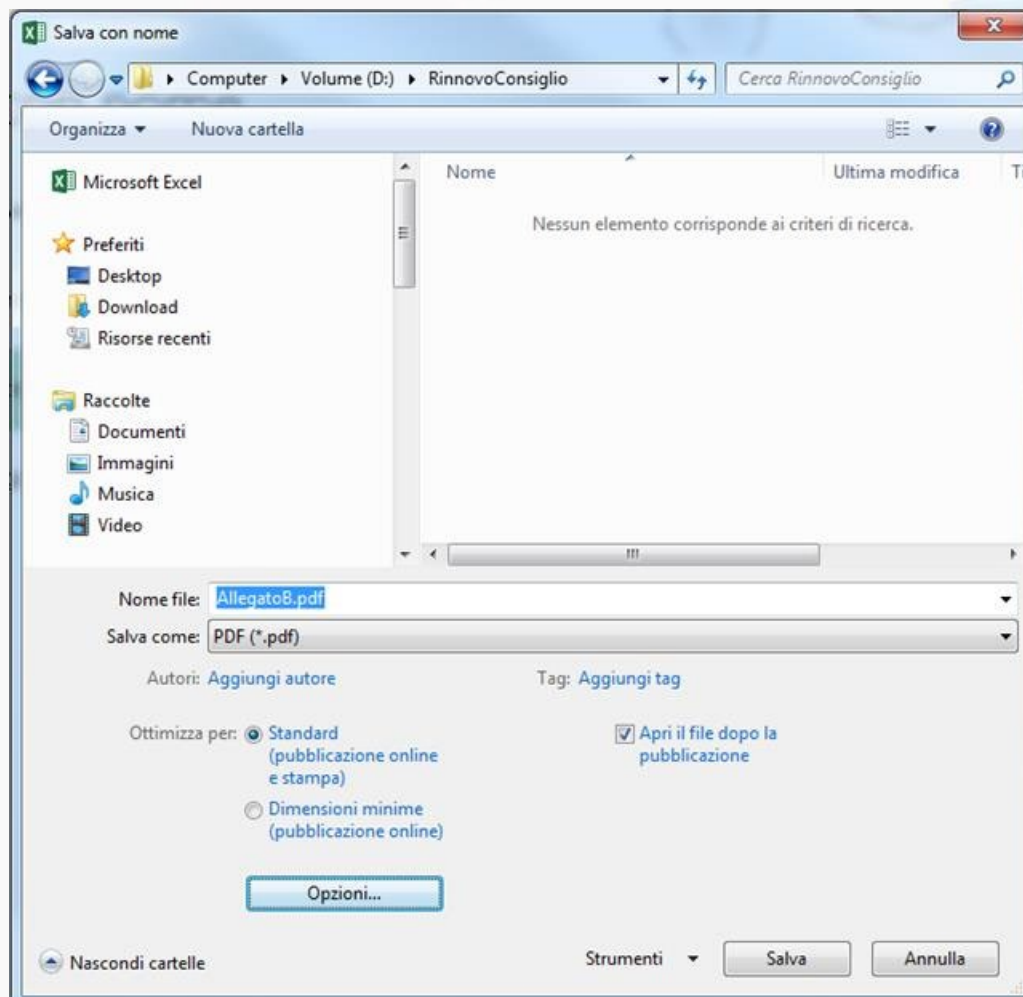 Salva con nome
Computer Volume (D:) RinnovoConsiglio
Cerca RinnovoConsiglio
Organizza Nuova cartella
Nome Ultima modifica
Microsoft Excel
Nessun elemento corrisponde ai criteri di ricerca.
Preferiti
Desktop
Download
Risorse recenti
Raccolte
Documenti
Immagini
Musica
Video
Nome file: AllegatoB.pdf
Salva come: PDF (*.pdf)
Autori: Aggiungi autore Tag: Aggiungi tag
Ottimizza per: Standard
(pubblicazione online
e stampa)
Dimensioni minime
(pubblicazione online)
Apri il file dopo la
pubblicazione
Opzioni...
Nascondi cartelle
Strumenti Salva Annulla